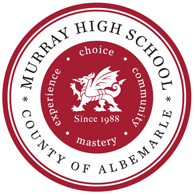 * MURRAY HIGH SCHOOL *
COUNTY OF ALBEMARLE
experience • choice • community • mastery •
Since 1988